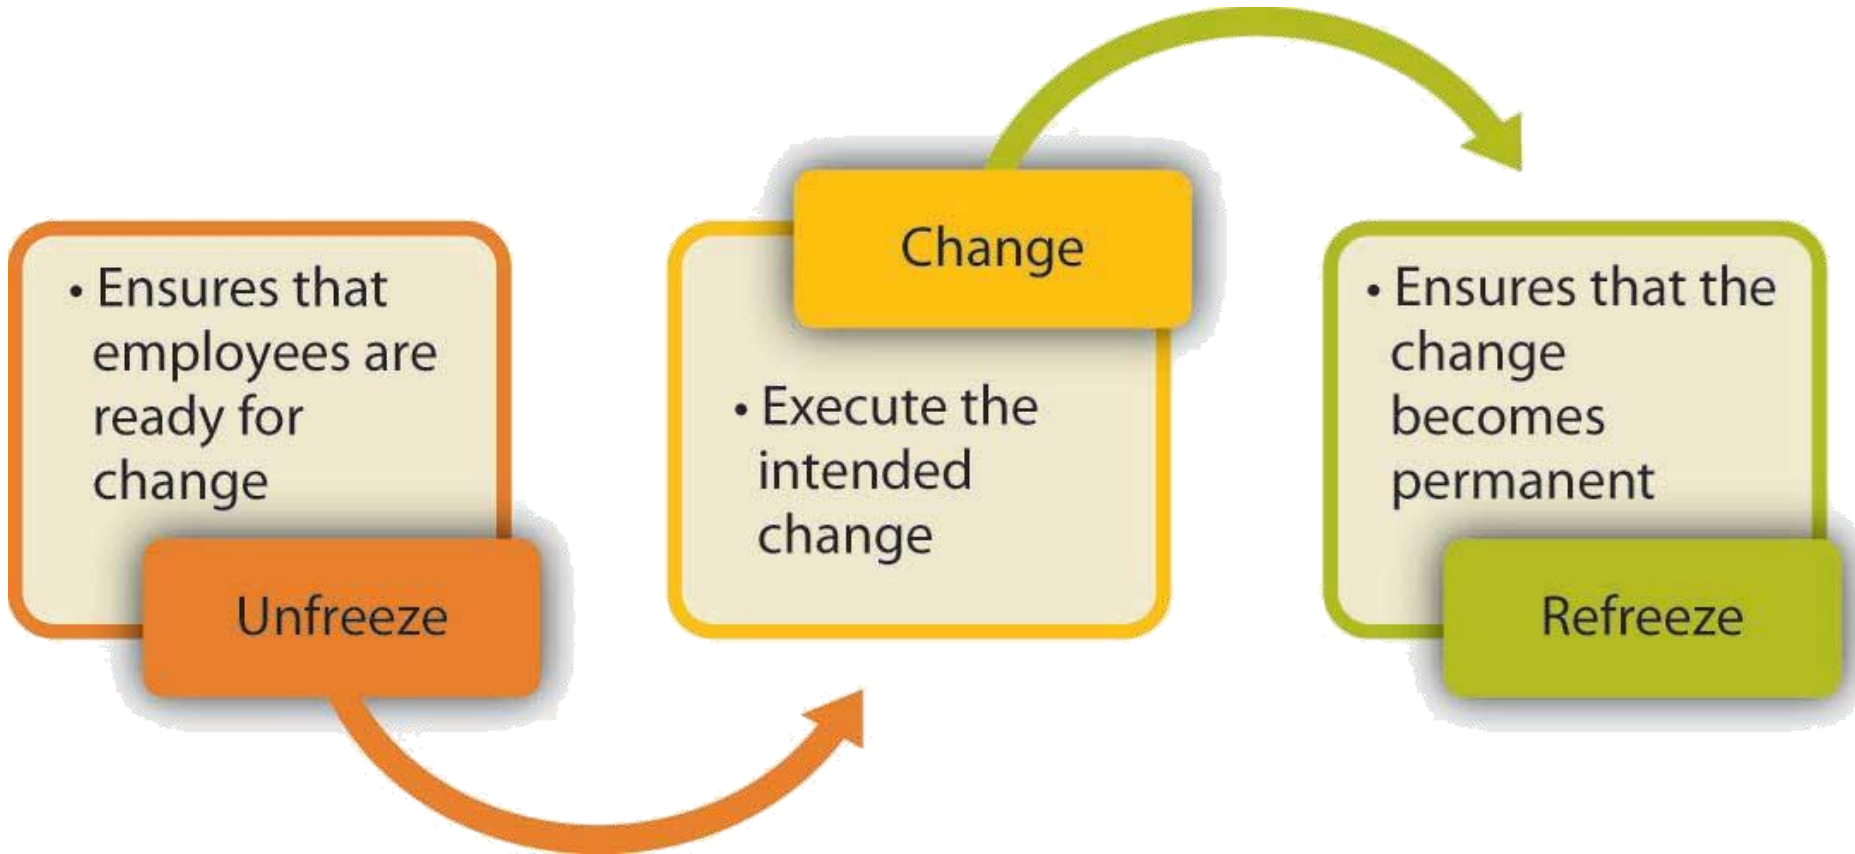 • Ensures that
employees are
ready for
change
Unfreeze
Change
• Execute the
intended
change
• Ensures that the
change
becomes
permanent
Refreeze